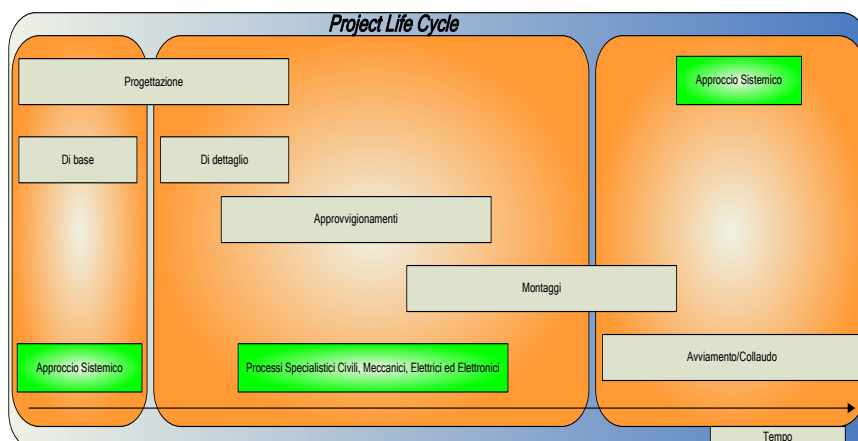 Project Life Cycle
Progettazione
Approccio Sistemico
Di base
Di dettaglio
Approvvigionamenti
Montaggi
Approccio Sistemico
Processi Specialistici Civili, Meccanici, Elettrici ed Elettronici
Avviamento/Collaudo
Tempo